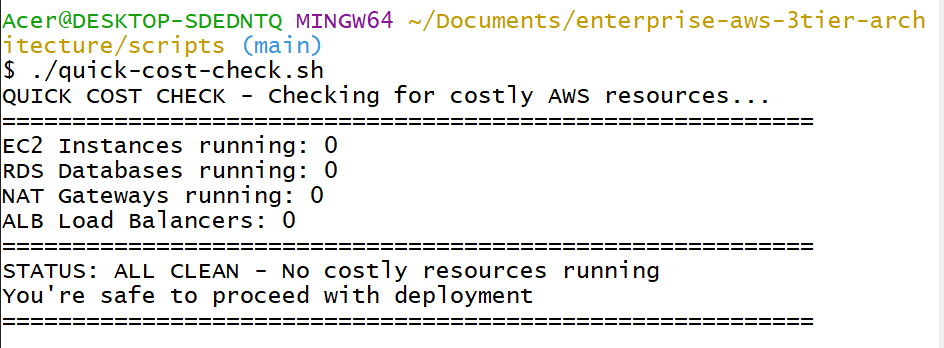 Acer@DESKTOP-SDEDNTQ MINGW64 ~/Documents/enterprise-aws-3tier-arch
itecture/scripts (main)
$ ./quick-cost-check.sh
QUICK COST CHECK - Checking for costly AWS resources...
==========================================================
EC2 Instances running: 0
RDS Databases running: 0
NAT Gateways running: 0
ALB Load Balancers: 0
==========================================================
STATUS: ALL CLEAN - No costly resources running
You're safe to proceed with deployment
==========================================================